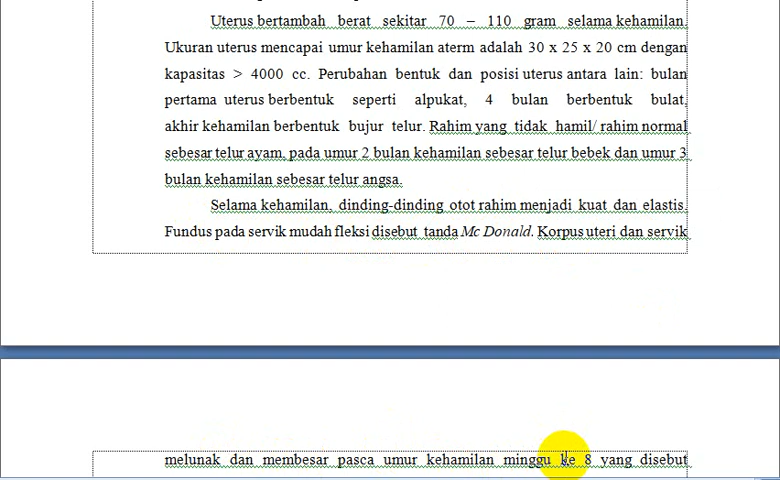 Uterus bertambah berat sekitar 70 – 110 gram selama kehamilan.
Ukuran uterus mencapai umur kehamilan aterm adalah 30 x 25 x 20 cm dengan
kapasitas > 4000 cc. Perubahan bentuk dan posisi uterus antara lain: bulan
pertama uterus berbentuk seperti alpukat, 4 bulan berbentuk bulat,
akhir kehamilan berbentuk bujur telur. Rahim yang tidak hamil/ rahim normal
sebesar telur ayam, pada umur 2 bulan kehamilan sebesar telur bebek dan umur 3
bulan kehamilan sebesar telur angsa.
Selama kehamilan, dinding-dinding otot rahim menjadi kuat dan elastis.
Fundus pada servik mudah fleksi disebut tanda Mc Donald. Korpus uteri dan servik
melunak dan membesar pasca umur kehamilan minggu ke 8 yang disebut